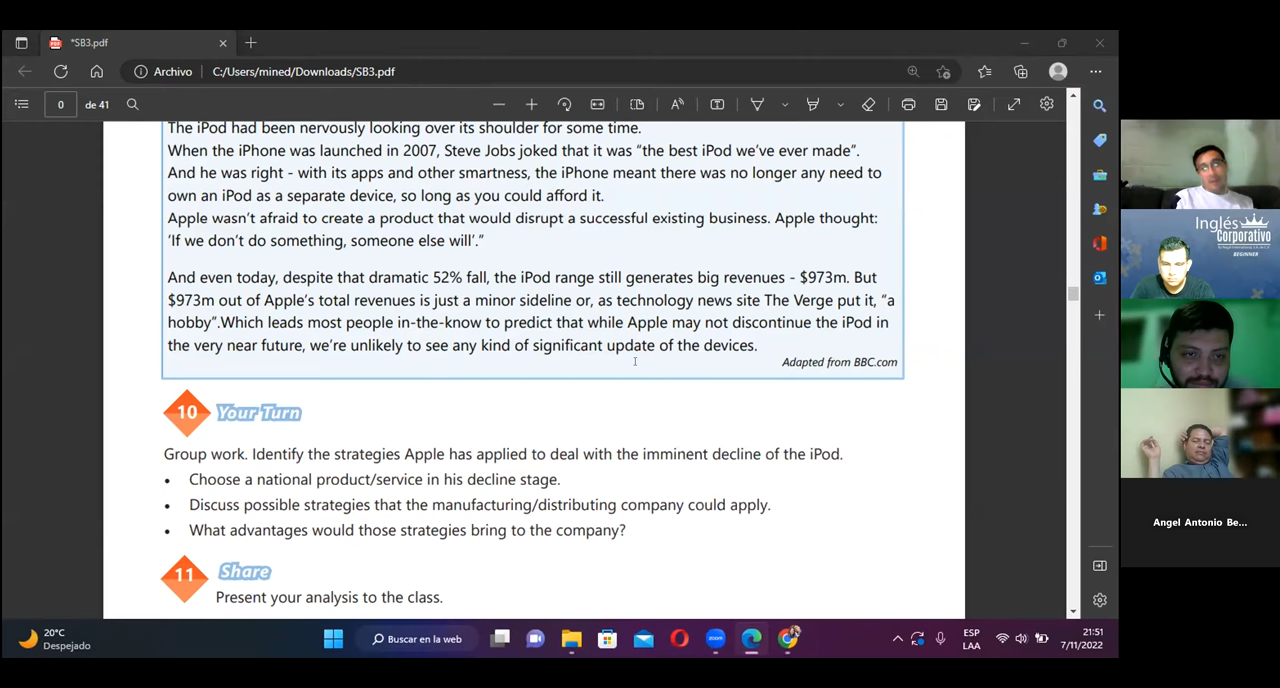 *SB3.pdf
Archivo C:/Users/mined/Downloads/SB3.pdf
0 de 41
The iPod had been nervously looking over its shoulder for some time.
When the iPhone was launched in 2007, Steve Jobs joked that it was “the best iPod we’ve ever made”.
And he was right - with its apps and other smartness, the iPhone meant there was no longer any need to
own an iPod as a separate device, so long as you could afford it.
Apple wasn’t afraid to create a product that would disrupt a successful existing business. Apple thought:
‘If we don’t do something, someone else will’.”
And even today, despite that dramatic 52% fall, the iPod range still generates big revenues - $973m. But
$973m out of Apple’s total revenues is just a minor sideline or, as technology news site The Verge put it, “a
hobby”.Which leads most people in-the-know to predict that while Apple may not discontinue the iPod in
the very near future, we’re unlikely to see any kind of significant update of the devices.
Adapted from BBC.com
10 Your Turn
Group work. Identify the strategies Apple has applied to deal with the imminent decline of the iPod.
• Choose a national product/service in his decline stage.
• Discuss possible strategies that the manufacturing/distributing company could apply.
• What advantages would those strategies bring to the company?
11 Share
Present your analysis to the class.
Inglés
Corporativo
BEGINNER
Angel Antonio Be...
20°C
Despejado
Buscar en la web
zoom
ESP
LAA
21:51
7/11/2022